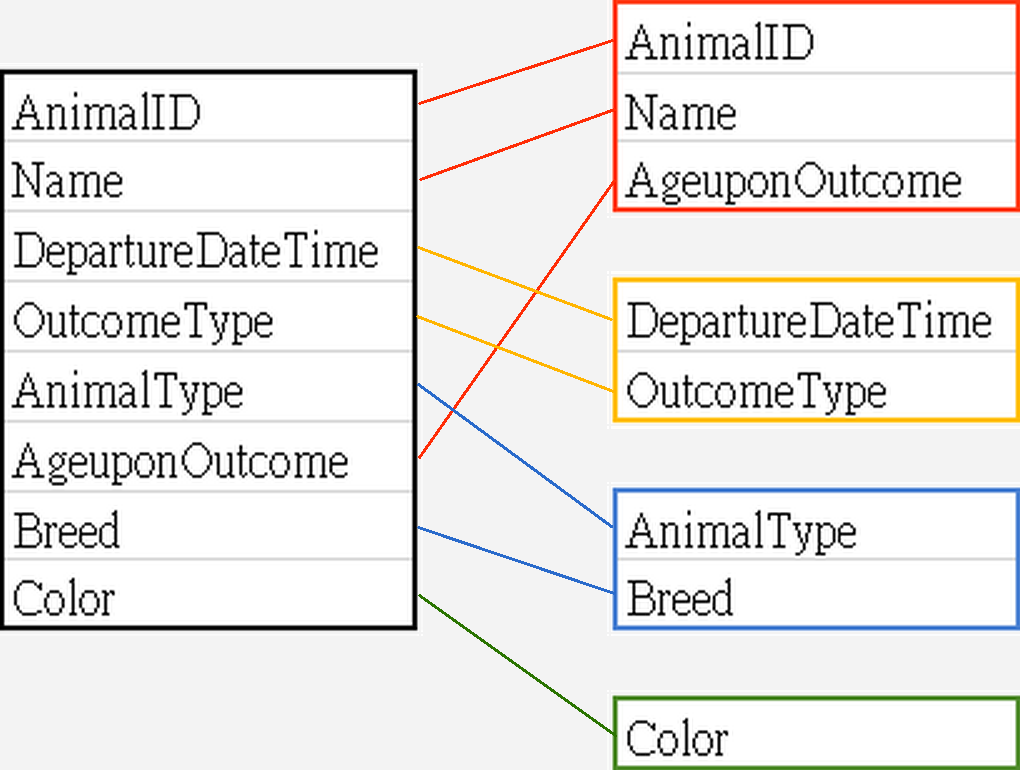 AnimalID
Name
DepartureDateTime
OutcomeType
AnimalType
AgeuponOutcome
Breed
Color
AnimalID
Name
AgeuponOutcome
DepartureDateTime
OutcomeType
AnimalType
Breed
Color